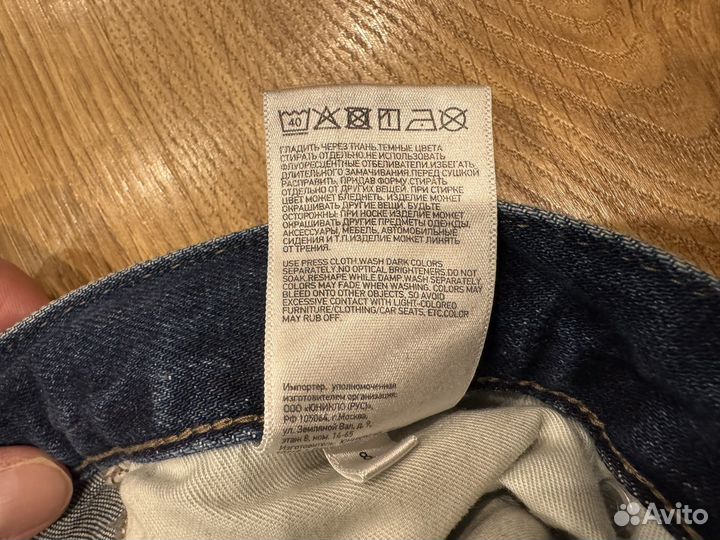 40
ГЛАДИТЬ ЧЕРЕЗ ТКАНЬ.ТЕМНЫЕ ЦВЕТА
СТИРАТЬ ОТДЕЛЬНО.НЕ ИСПОЛЬЗОВАТЬ
ФЛУОРЕСЦЕНТНЫЕ ОТБЕЛИВАТЕЛИ.ИЗБЕГАТЬ
ДЛИТЕЛЬНОГО ЗАМАЧИВАНИЯ.ПЕРЕД СУШКОЙ
РАСПРАВИТЬ, ПРИДАВ ФОРМУ.СТИРАТЬ
ОТДЕЛЬНО ОТ ДРУГИХ ВЕЩЕЙ. ПРИ СТИРКЕ
ЦВЕТ МОЖЕТ БЛЕДНЕТЬ. ИЗДЕЛИЕ МОЖЕТ
ОКРАШИВАТЬ ДРУГИЕ ВЕЩИ. БУДЬТЕ
ОСТОРОЖНЫ: ПРИ НОСКЕ ИЗДЕЛИЕ МОЖЕТ
ОКРАШИВАТЬ ДРУГИЕ ПРЕДМЕТЫ ОДЕЖДЫ,
АКСЕССУАРЫ, МЕБЕЛЬ, АВТОМОБИЛЬНЫЕ
СИДЕНИЯ И Т.П.ИЗДЕЛИЕ МОЖЕТ ЛИНЯТЬ
ОТ ТРЕНИЯ.
USE PRESS CLOTH.WASH DARK COLORS
SEPARATELY.NO OPTICAL BRIGHTENERS.DO NOT
SOAK.RESHAPE WHILE DAMP.WASH SEPARATELY.
COLORS MAY FADE WHEN WASHING. COLORS MAY
BLEED ONTO OTHER OBJECTS, SO AVOID
EXCESSIVE CONTACT WITH LIGHT-COLORED
FURNITURE/CLOTHING/CAR SEATS, ETC.COLOR
MAY RUB OFF.
Импортер, уполномоченная
изготовителем организация:
ООО «ЮНИКЛО (РУС)»,
РФ 105064, г.Москва,
ул. Земляной Вал, д. 9,
этаж 8, ком. 14-65
Изготовитель
8
Avito